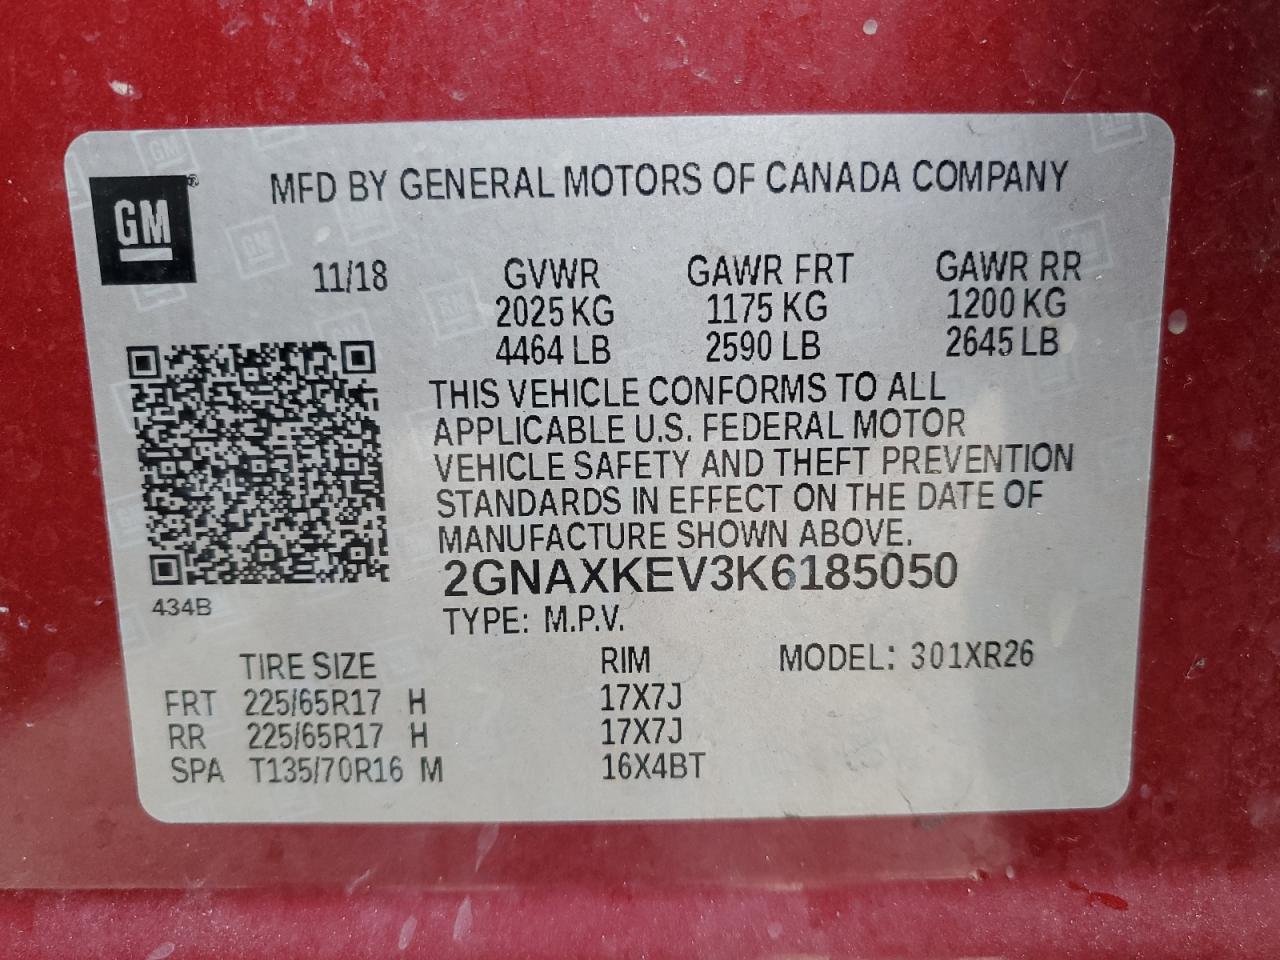 MFD BY GENERAL MOTORS OF CANADA COMPANY
GM®
11/18 GVWR GAWR FRT GAWR RR
2025 KG 1175 KG 1200 KG
4464 LB 2590 LB 2645 LB
THIS VEHICLE CONFORMS TO ALL
APPLICABLE U.S. FEDERAL MOTOR
VEHICLE SAFETY AND THEFT PREVENTION
STANDARDS IN EFFECT ON THE DATE OF
MANUFACTURE SHOWN ABOVE.
2GNAXKEV3K6185050
434B
TYPE: M.P.V.
TIRE SIZE RIM MODEL: 301XR26
FRT 225/65R17 H 17X7J
RR 225/65R17 H 17X7J
SPA T135/70R16 M 16X4BT